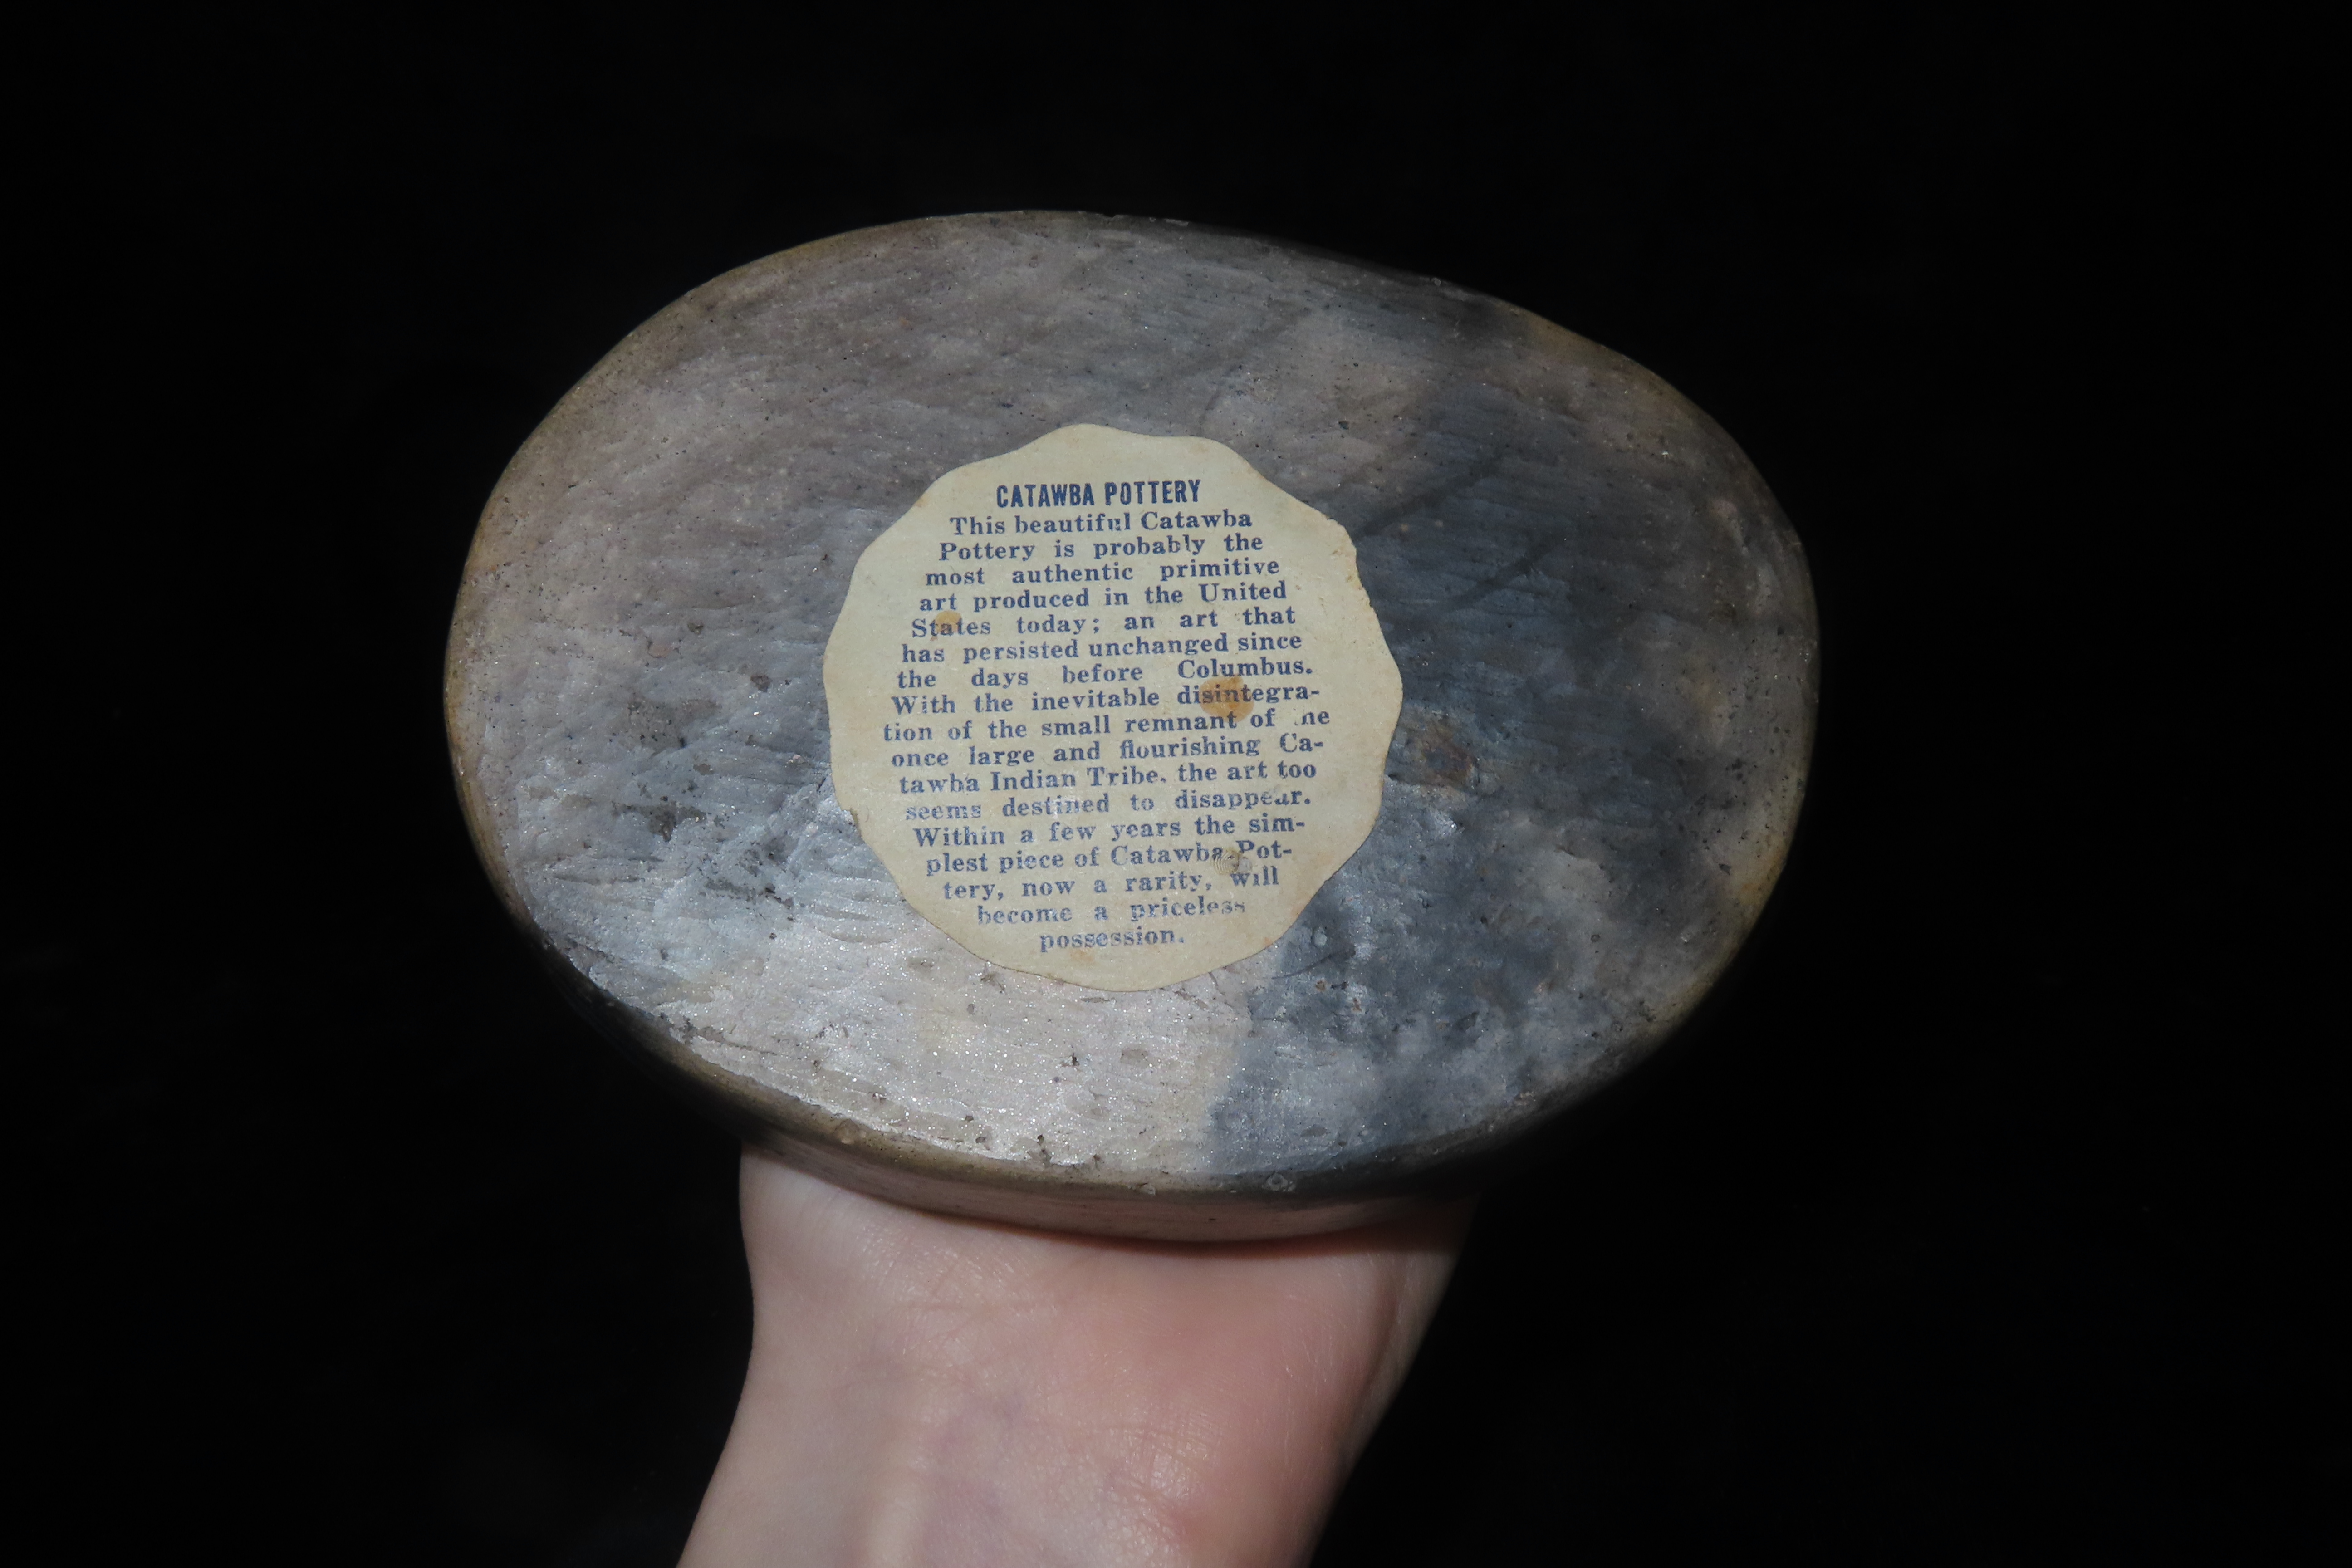 CATAWBA POTTERY
This beautiful Catawba
Pottery is probably the
most authentic primitive
art produced in the United
States today; an art that
has persisted unchanged since
the days before Columbus.
With the inevitable disintegra-
tion of the small remnant of
once large and flourishing Ca-
tawba Indian Tribe, the art too
seems destined to disappear.
Within a few years the sim-
plest piece of Catawba Pot-
tery, now a rarity, will
become a priceless
possession.